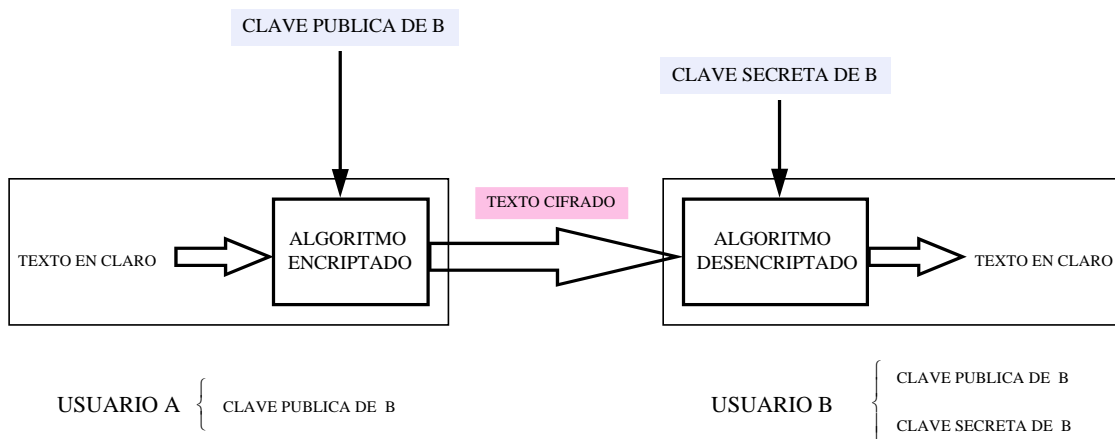 CLAVE PUBLICA DE B
CLAVE SECRETA DE B
TEXTO CIFRADO
TEXTO EN CLARO
ALGORITMO
ENCRIPTADO
ALGORITMO
DESENCRIPTADO
TEXTO EN CLARO
USUARIO A
CLAVE PUBLICA DE B
USUARIO B
CLAVE PUBLICA DE B
CLAVE SECRETA DE B